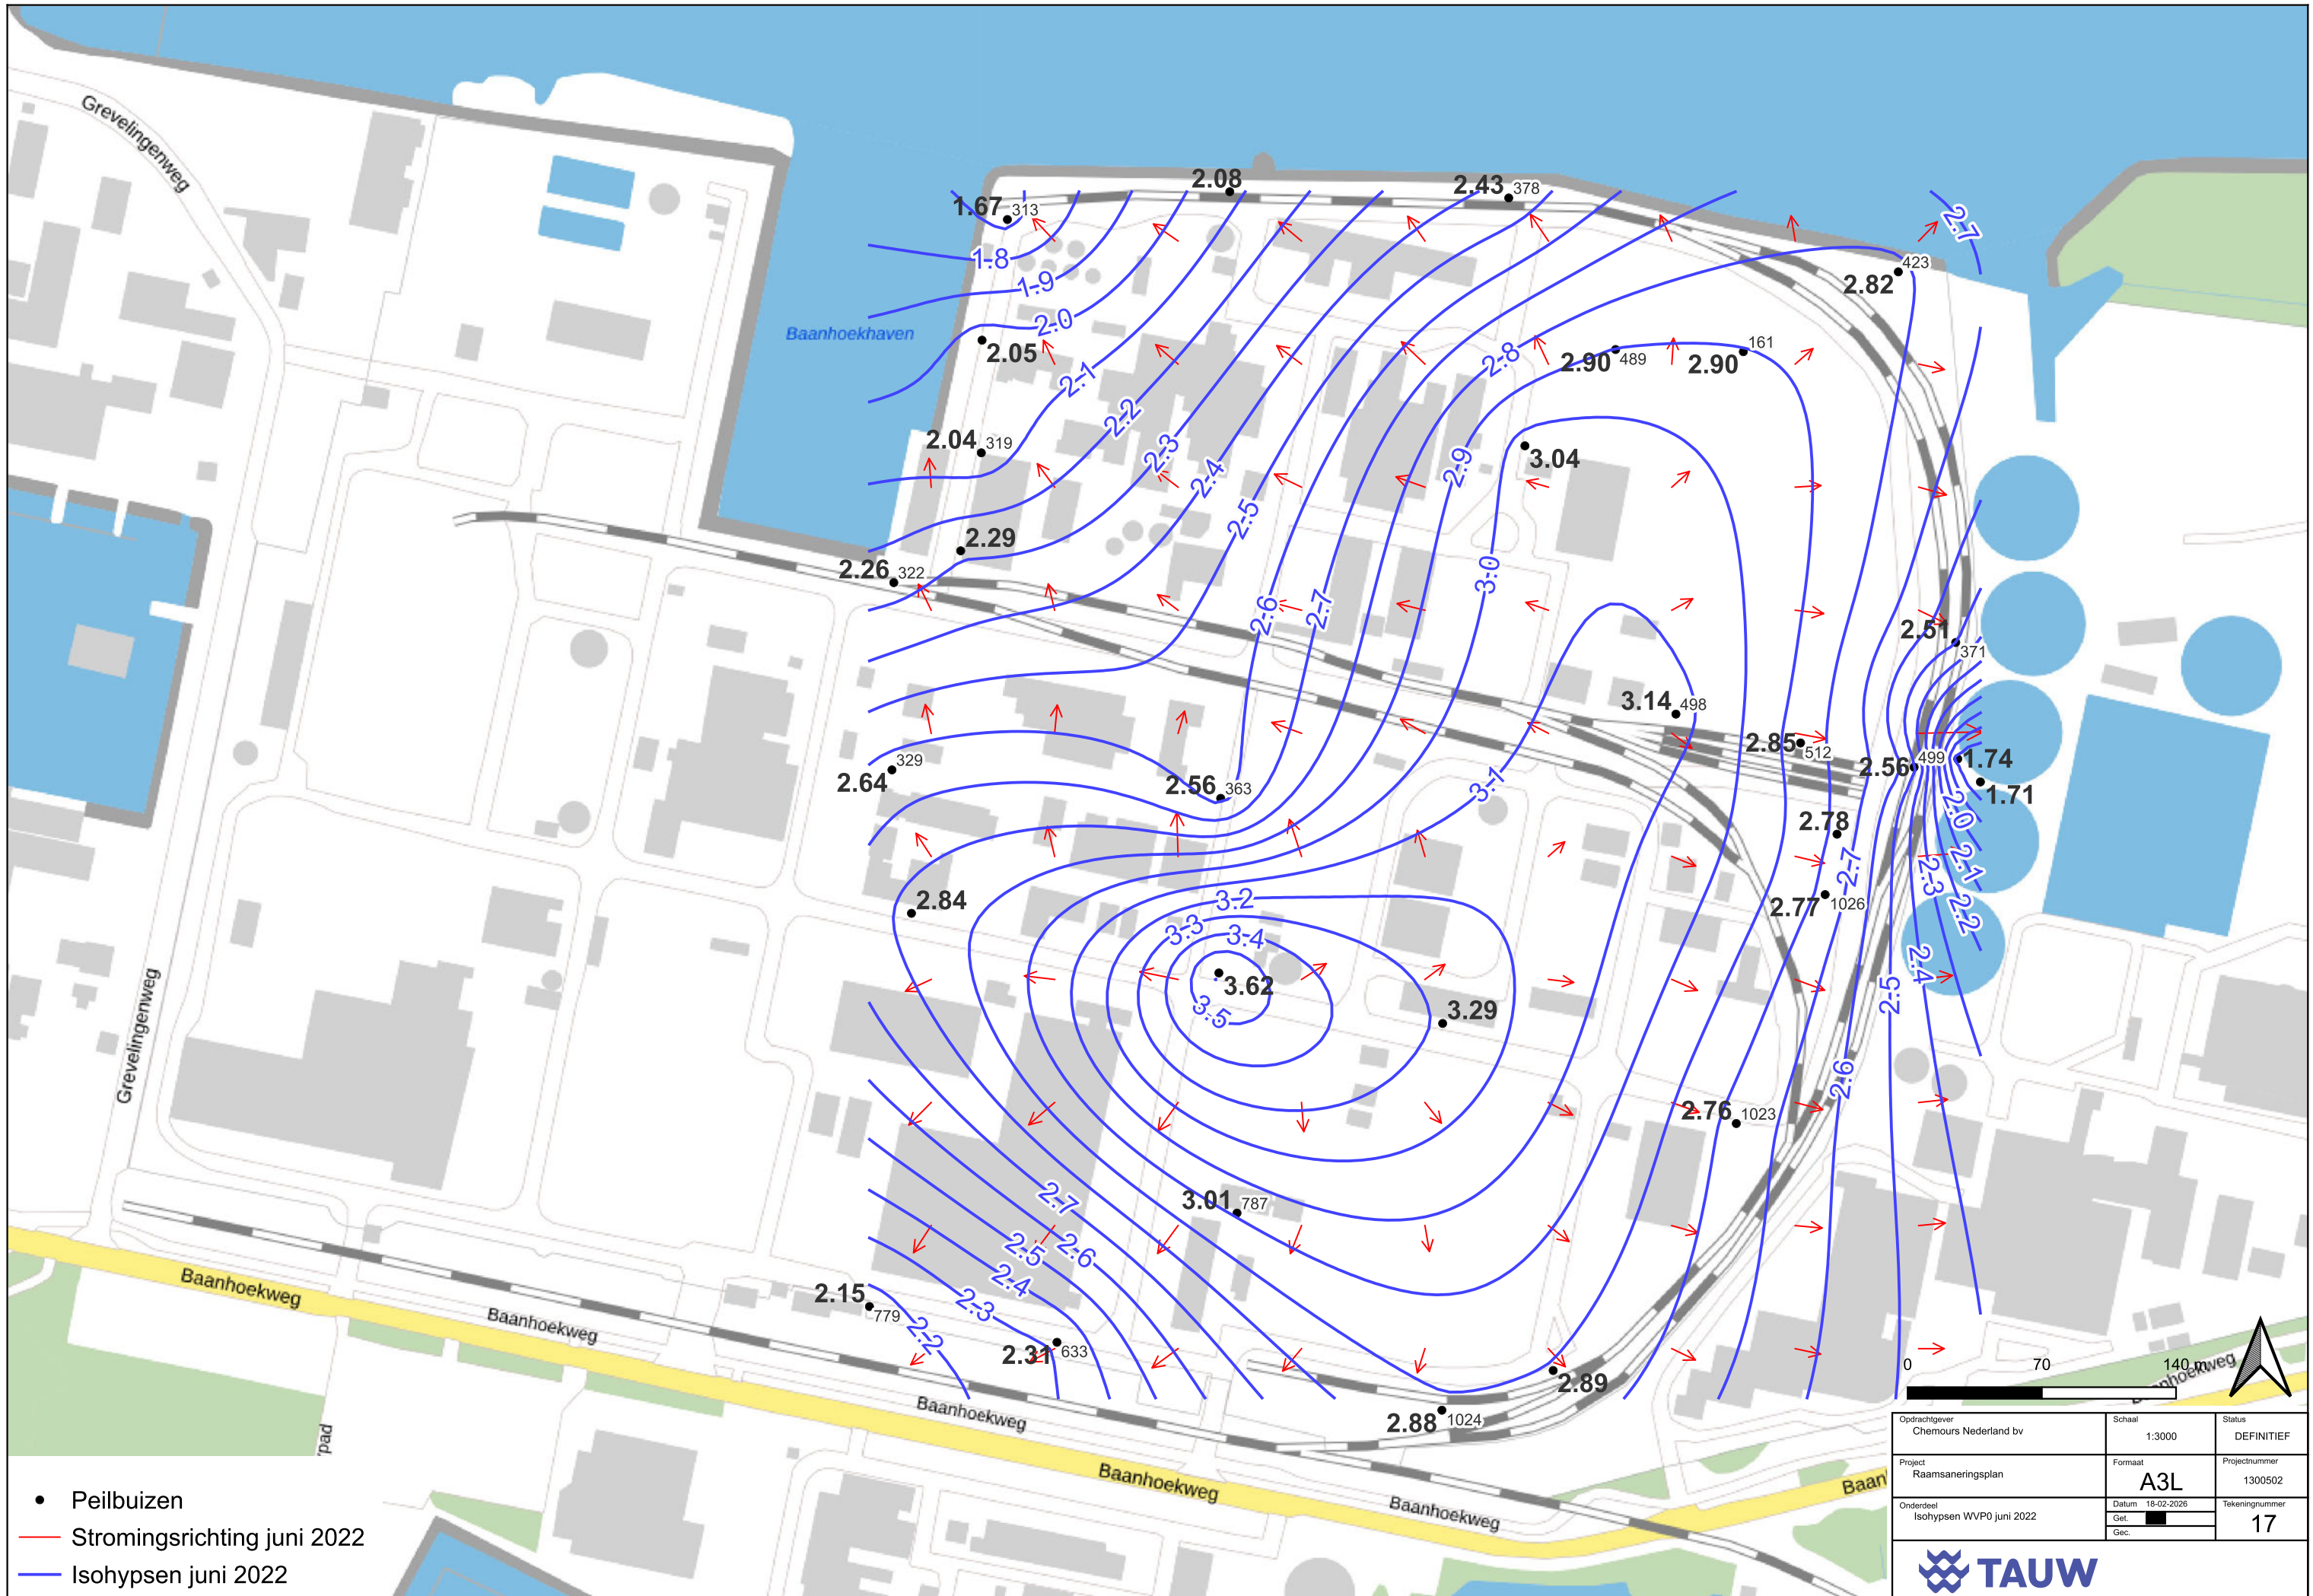 Grevelingenweg
2.08
2.43 378
1.67 313
2.7
423
2.82
1.8
1.9
2.0
Baanhoekhaven
2.05
2.1
2.8
2.90 489
161
2.90
2.2
2.04 319
2.3
2.4
2.9
3.04
2.5
2.29
2.26 322
3.0
2.6
2.7
2.51
371
3.14 498
2.85 512
2.56 499
1.74
1.71
329
2.64
2.56 363
3.1
2.0
2.78
2.7
2.1
2.3
2.2
2.84
3.2
3.3
3.4
2.77 1026
3.62
3.5
3.29
2.4
2.5
Grevelingenweg
2.6
2.76 1023
2.7
3.01 787
2.5
2.6
2.4
2.3
2.15
779
2.2
2.31 633
2.89
2.88 1024
Baanhoekweg
Baanhoekweg
Baanhoekweg
Baanhoekweg
Baanhoekweg
Baan
rpad
0 70 140 m
Peilbuizen
Stromingsrichting juni 2022
Isohypsen juni 2022
Opdrachtgever
Chemours Nederland bv
Schaal
1:3000
Status
DEFINITIEF
Project
Raamsaneringsplan
Formaat
A3L
Projectnummer
1300502
Onderdeel
Isohypsen WVP0 juni 2022
Datum 18-02-2026
Get.
Gec.
Tekeningnummer
17
TAUW